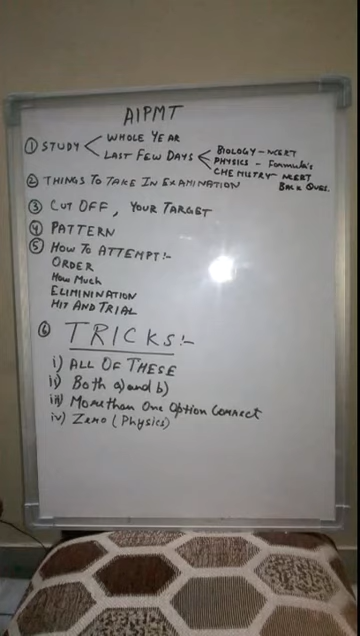 AIPMT
① STUDY < WHOLE YEAR
LAST FEW DAYS < BIOLOGY - NCERT
PHYSICS - Formula's
CHEMISTRY NCERT
Back Ques.
② THINGS TO TAKE IN EXAMINATION
③ CUT OFF, YOUR TARGET
④ PATTERN
⑤ HOW TO ATTEMPT:-
ORDER
How Much
ELIMININATION
HIT AND TRIAL
⑥ TRICKS:-
i) ALL OF THESE
ii) Both a) and b)
iii) More than One Option Correct
iv) Zero (Physics)